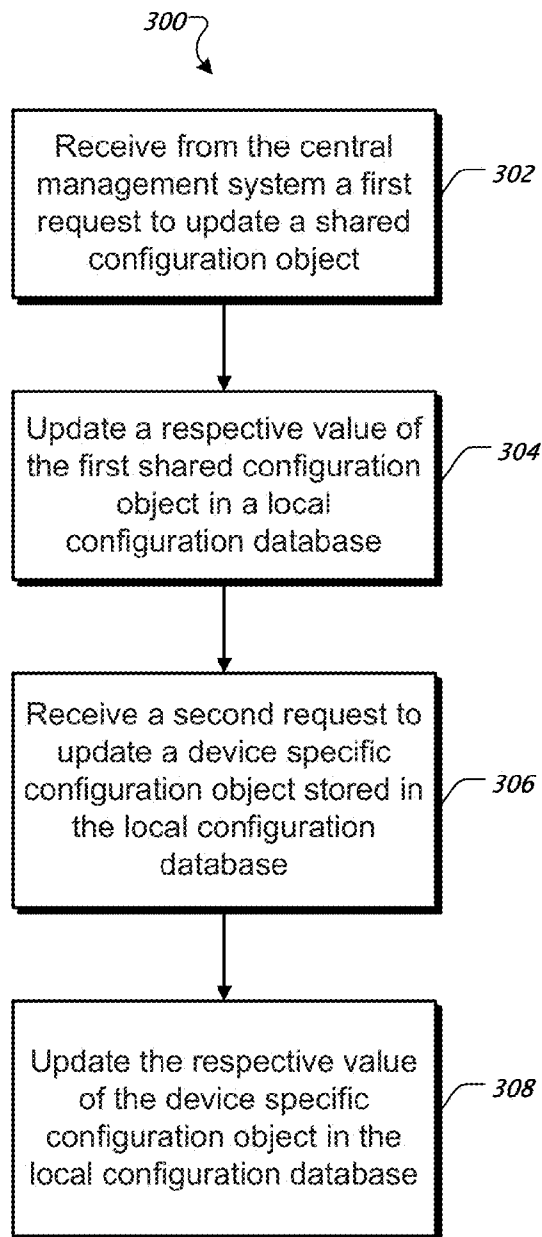 300
Receive from the central
management system a first
request to update a shared
configuration object
302
Update a respective value of
the first shared configuration
object in a local
configuration database
304
Receive a second request to
update a device specific
configuration object stored in
the local configuration
database
306
Update the respective value
of the device specific
configuration object in the
local configuration database
308